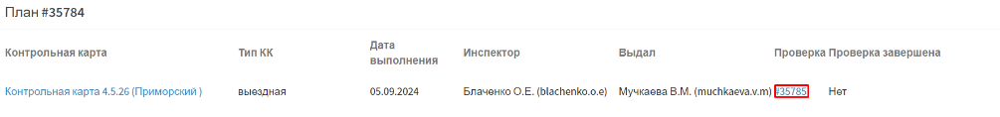 План #35784
Контрольная карта Тип КК Дата выполнения Инспектор Выдал Проверка Проверка завершена
Контрольная карта 4.5.26 (Приморский ) выездная 05.09.2024 Блаченко О.Е. (blachenko.o.e) Мучкаева В.М. (muchkaeva.v.m) #35785 Нет